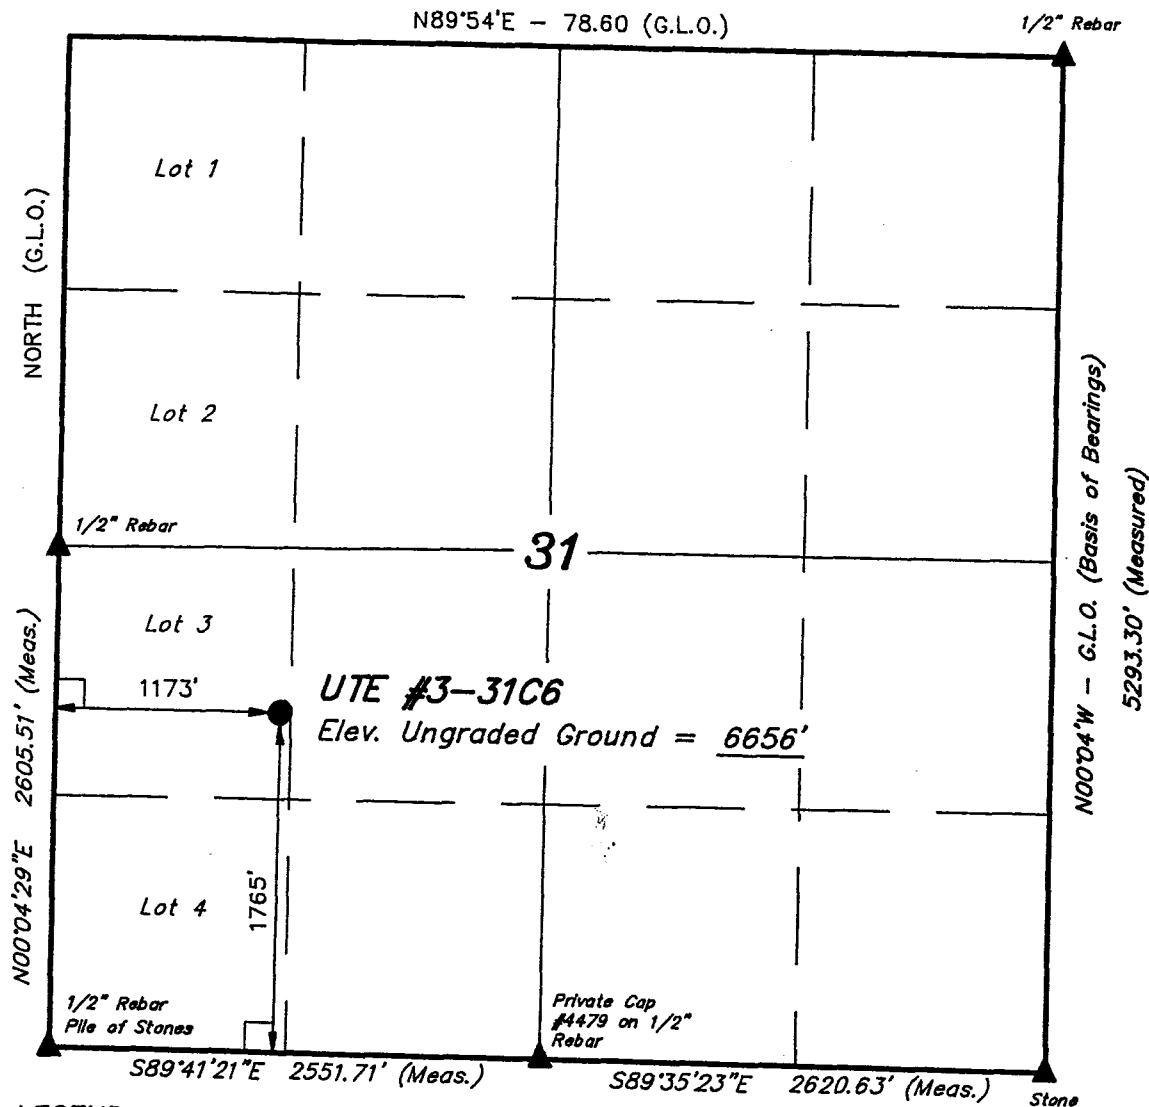 N89°54'E - 78.60 (G.L.O.)
1/2" Rebar
Lot 1
NORTH (G.L.O.)
Lot 2
1/2" Rebar
31
N00°04'W - G.L.O. (Basis of Bearings)
5293.30' (Measured)
Lot 3
N00°04'29"E 2605.51' (Meas.)
1173'
UTE #3-31C6
Elev. Ungraded Ground = 6656'
1765'
Lot 4
1/2" Rebar
Pile of Stones
Private Cap
#4479 on 1/2"
Rebar
S89°41'21"E 2551.71' (Meas.)
S89°35'23"E 2620.63' (Meas.)
Stone